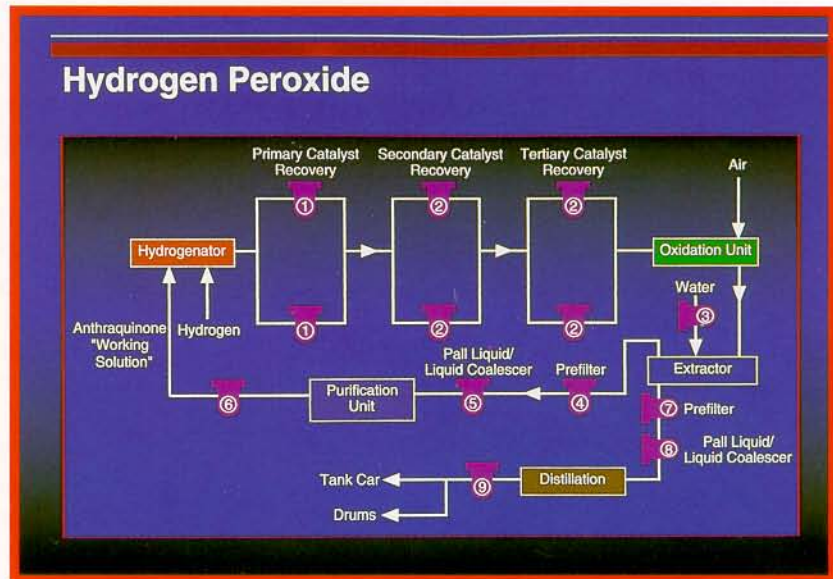 Hydrogen Peroxide
Primary Catalyst
Recovery
Secondary Catalyst
Recovery
Tertiary Catalyst
Recovery
Air
①
②
②
Hydrogenator
Oxidation Unit
Water
③
①
②
②
Anthraquinone
"Working
Solution"
Hydrogen
Pall Liquid/
Liquid Coalescer
Prefilter
Extractor
⑥
Purification
Unit
⑤
④
⑦
Prefilter
⑧
Pall Liquid/
Liquid Coalescer
Tank Car
⑨
Distillation
Drums